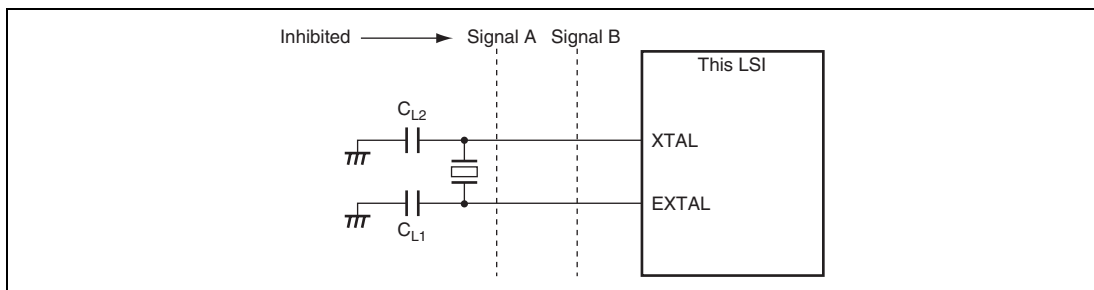 Inhibited Signal A Signal B
This LSI
CL2
XTAL
EXTAL
CL1